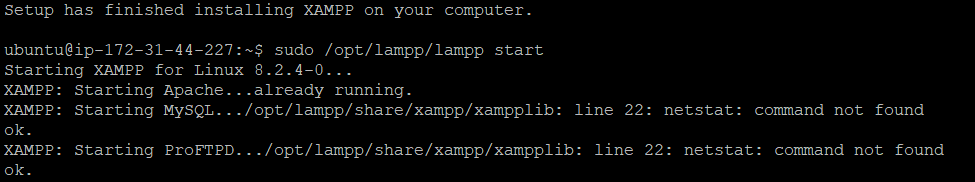 Setup has finished installing XAMPP on your computer.
ubuntu@ip-172-31-44-227:~$ sudo /opt/lampp/lampp start
Starting XAMPP for Linux 8.2.4-0...
XAMPP: Starting Apache...already running.
XAMPP: Starting MySQL.../opt/lampp/share/xampp/xampplib: line 22: netstat: command not found
ok.
XAMPP: Starting ProFTPD.../opt/lampp/share/xampp/xampplib: line 22: netstat: command not found
ok.